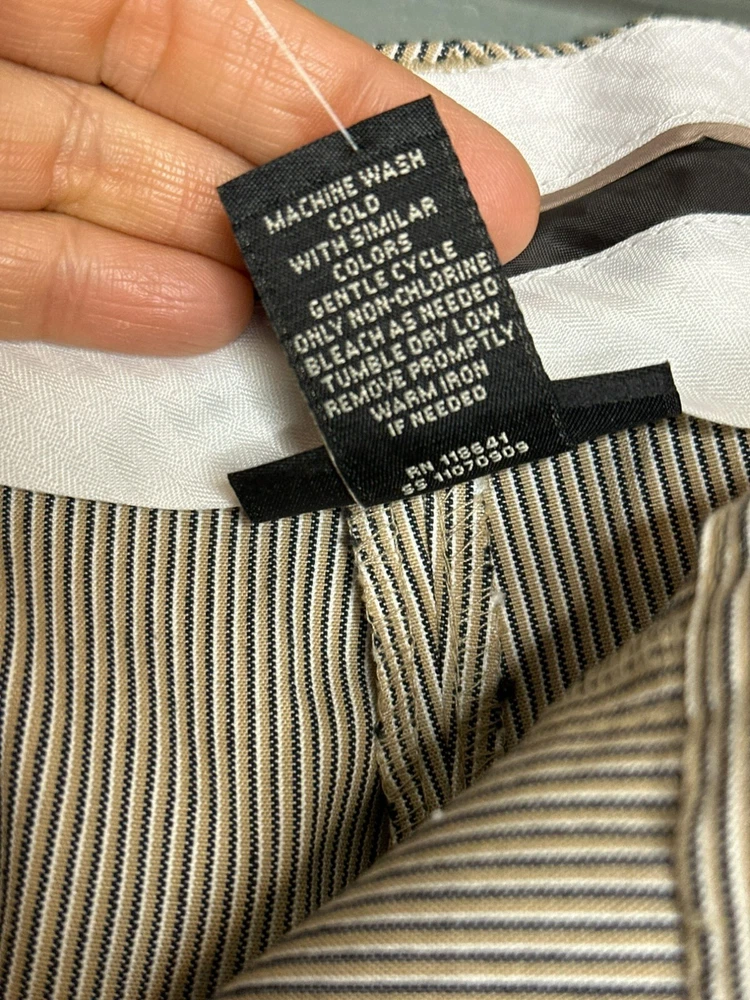 MACHINE WASH
COLD
WITH SIMILAR
COLORS
GENTLE CYCLE
ONLY NON-CHLORINE
BLEACH AS NEEDED
TUMBLE DRY LOW
REMOVE PROMPTLY
WARM IRON
IF NEEDED
RN 118641
SS 11070909